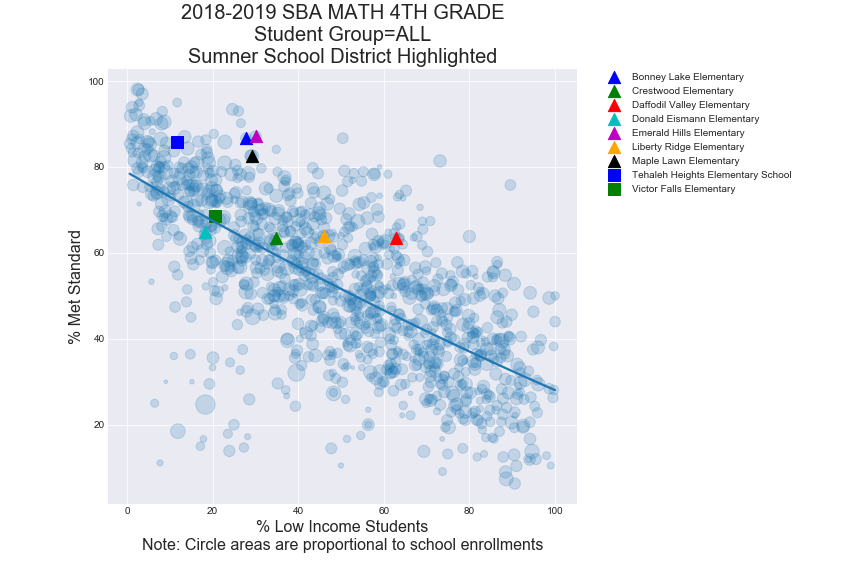 2018-2019 SBA MATH 4TH GRADE
Student Group=ALL
Sumner School District Highlighted
% Met Standard
100
80
60
40
20
0
20
40
60
80
100
% Low Income Students
Note: Circle areas are proportional to school enrollments
Bonney Lake Elementary
Crestwood Elementary
Daffodil Valley Elementary
Donald Eismann Elementary
Emerald Hills Elementary
Liberty Ridge Elementary
Maple Lawn Elementary
Tehaleh Heights Elementary School
Victor Falls Elementary